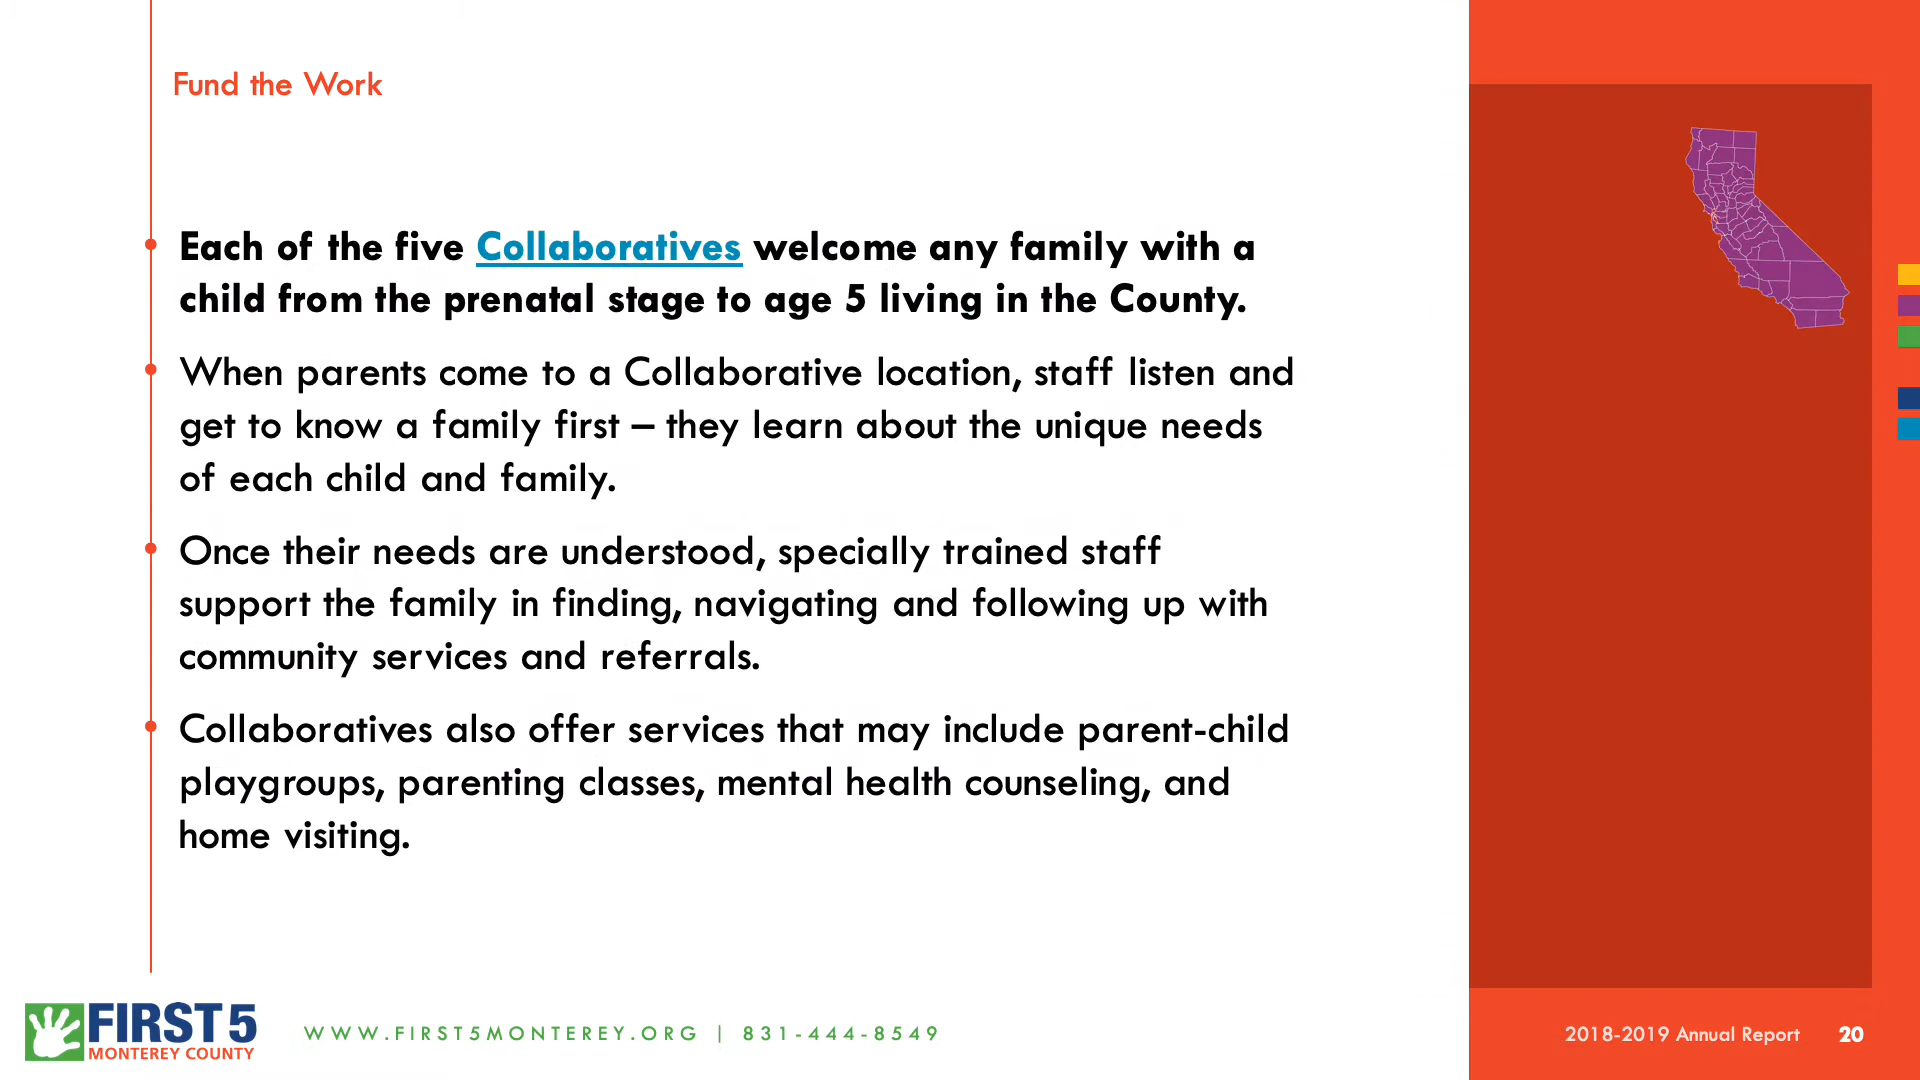 Fund the Work
• Each of the five Collaboratives welcome any family with a
child from the prenatal stage to age 5 living in the County.
• When parents come to a Collaborative location, staff listen and
get to know a family first – they learn about the unique needs
of each child and family.
• Once their needs are understood, specially trained staff
support the family in finding, navigating and following up with
community services and referrals.
• Collaboratives also offer services that may include parent-child
playgroups, parenting classes, mental health counseling, and
home visiting.
FIRST 5
MONTEREY COUNTY
WWW.FIRST5MONTEREY.ORG | 831-444-8549
2018-2019 Annual Report 20